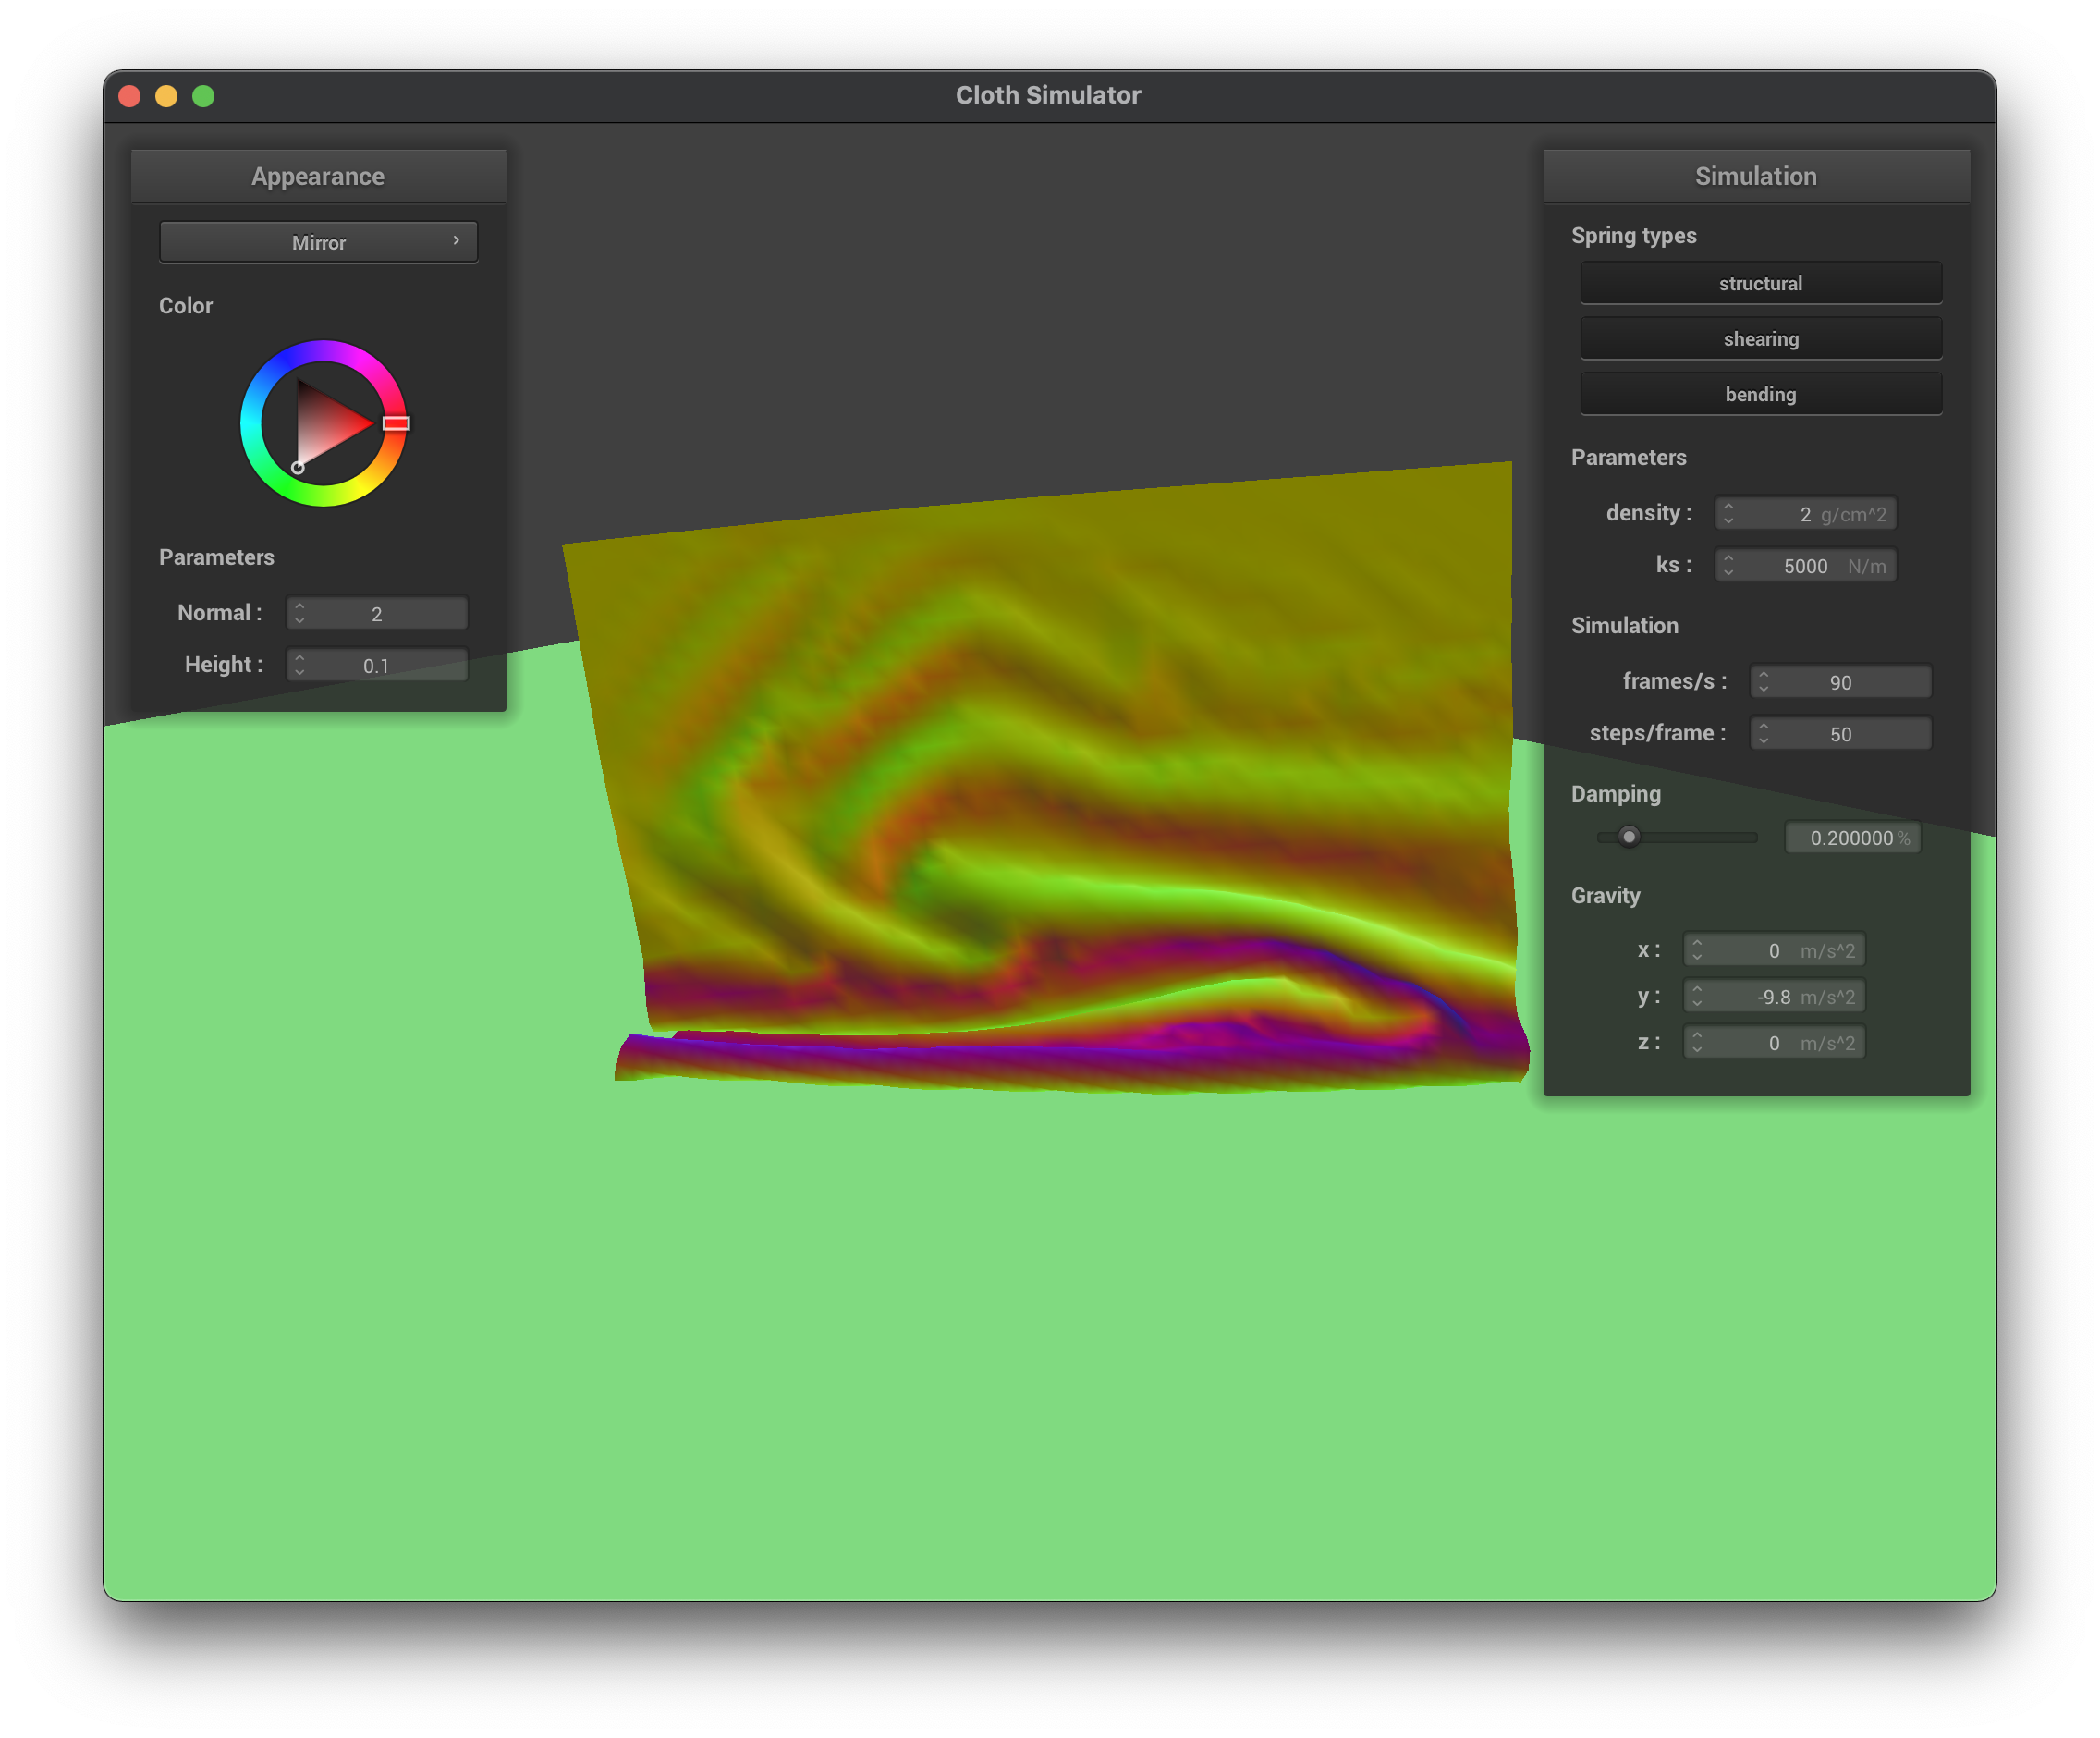 Cloth Simulator
Appearance
Mirror
Color
Parameters
Normal : 2
Height : 0.1
Simulation
Spring types
structural
shearing
bending
Parameters
density : 2 g/cm^2
ks : 5000 N/m
Simulation
frames/s : 90
steps/frame : 50
Damping
0.200000 %
Gravity
x : 0 m/s^2
y : -9.8 m/s^2
z : 0 m/s^2